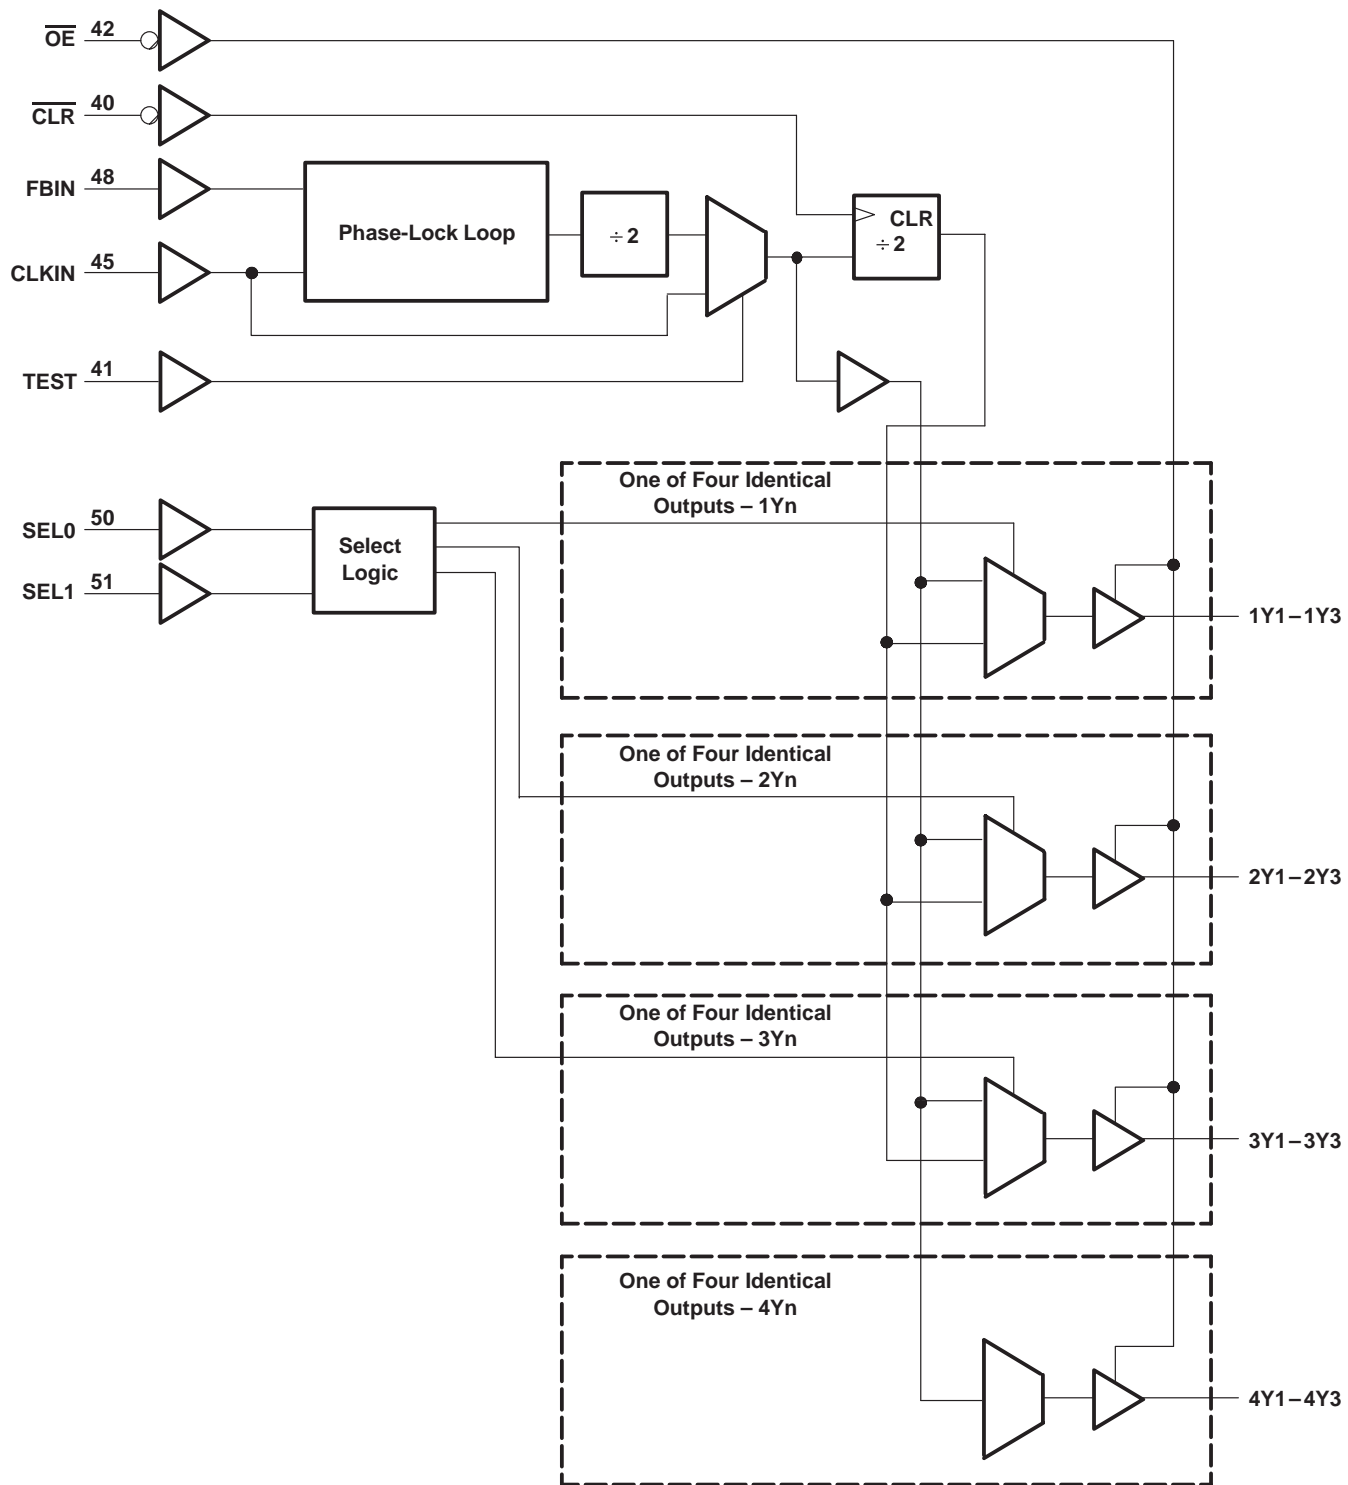 OE 42
CLR 40
FBIN 48
Phase-Lock Loop
÷ 2
CLR
÷ 2
CLKIN 45
TEST 41
One of Four Identical
Outputs – 1Yn
SEL0 50
Select
Logic
SEL1 51
1Y1–1Y3
One of Four Identical
Outputs – 2Yn
2Y1–2Y3
One of Four Identical
Outputs – 3Yn
3Y1–3Y3
One of Four Identical
Outputs – 4Yn
4Y1–4Y3